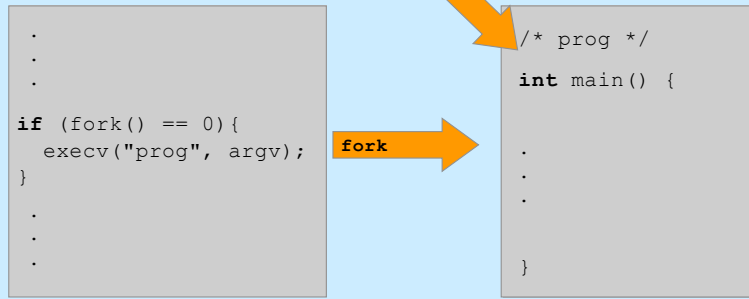 .
.
.
if (fork() == 0){
execv("prog", argv);
}
.
.
.
fork
/* prog */
int main() {
.
.
.
}